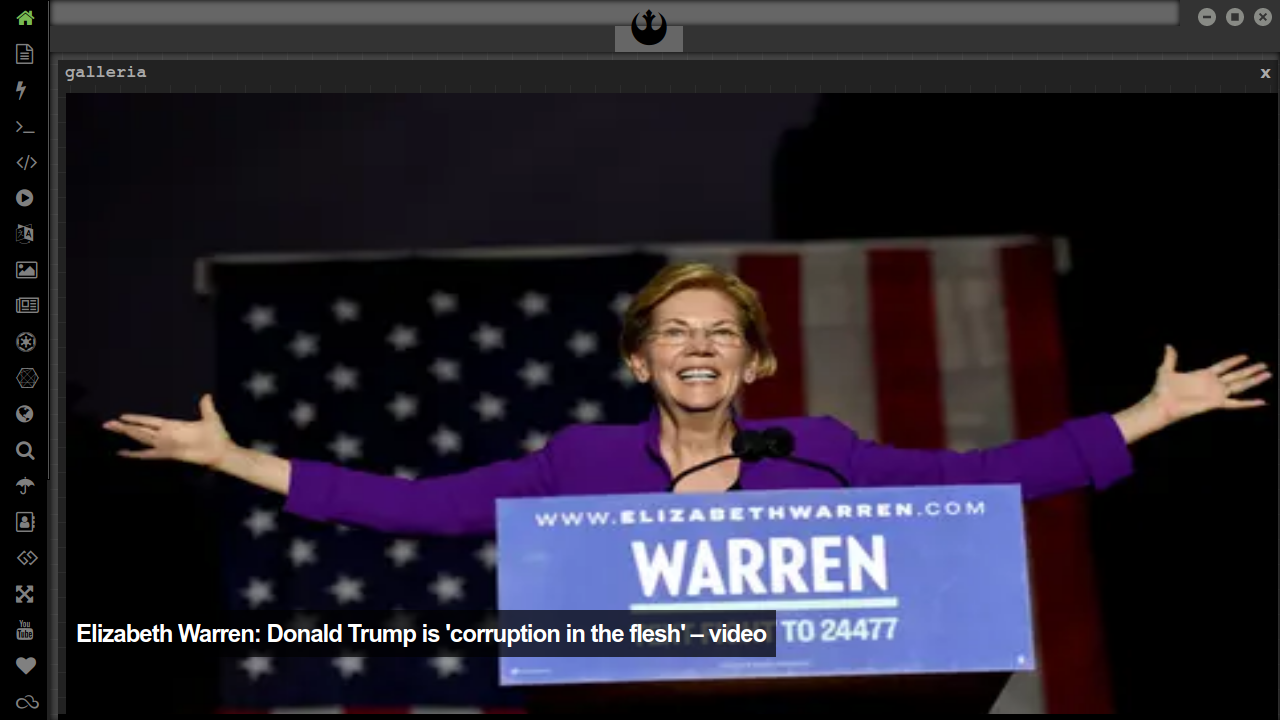 galleria
x
WWW.ELIZABETHWARREN.COM
WARREN
TO 24477
Elizabeth Warren: Donald Trump is 'corruption in the flesh' – video